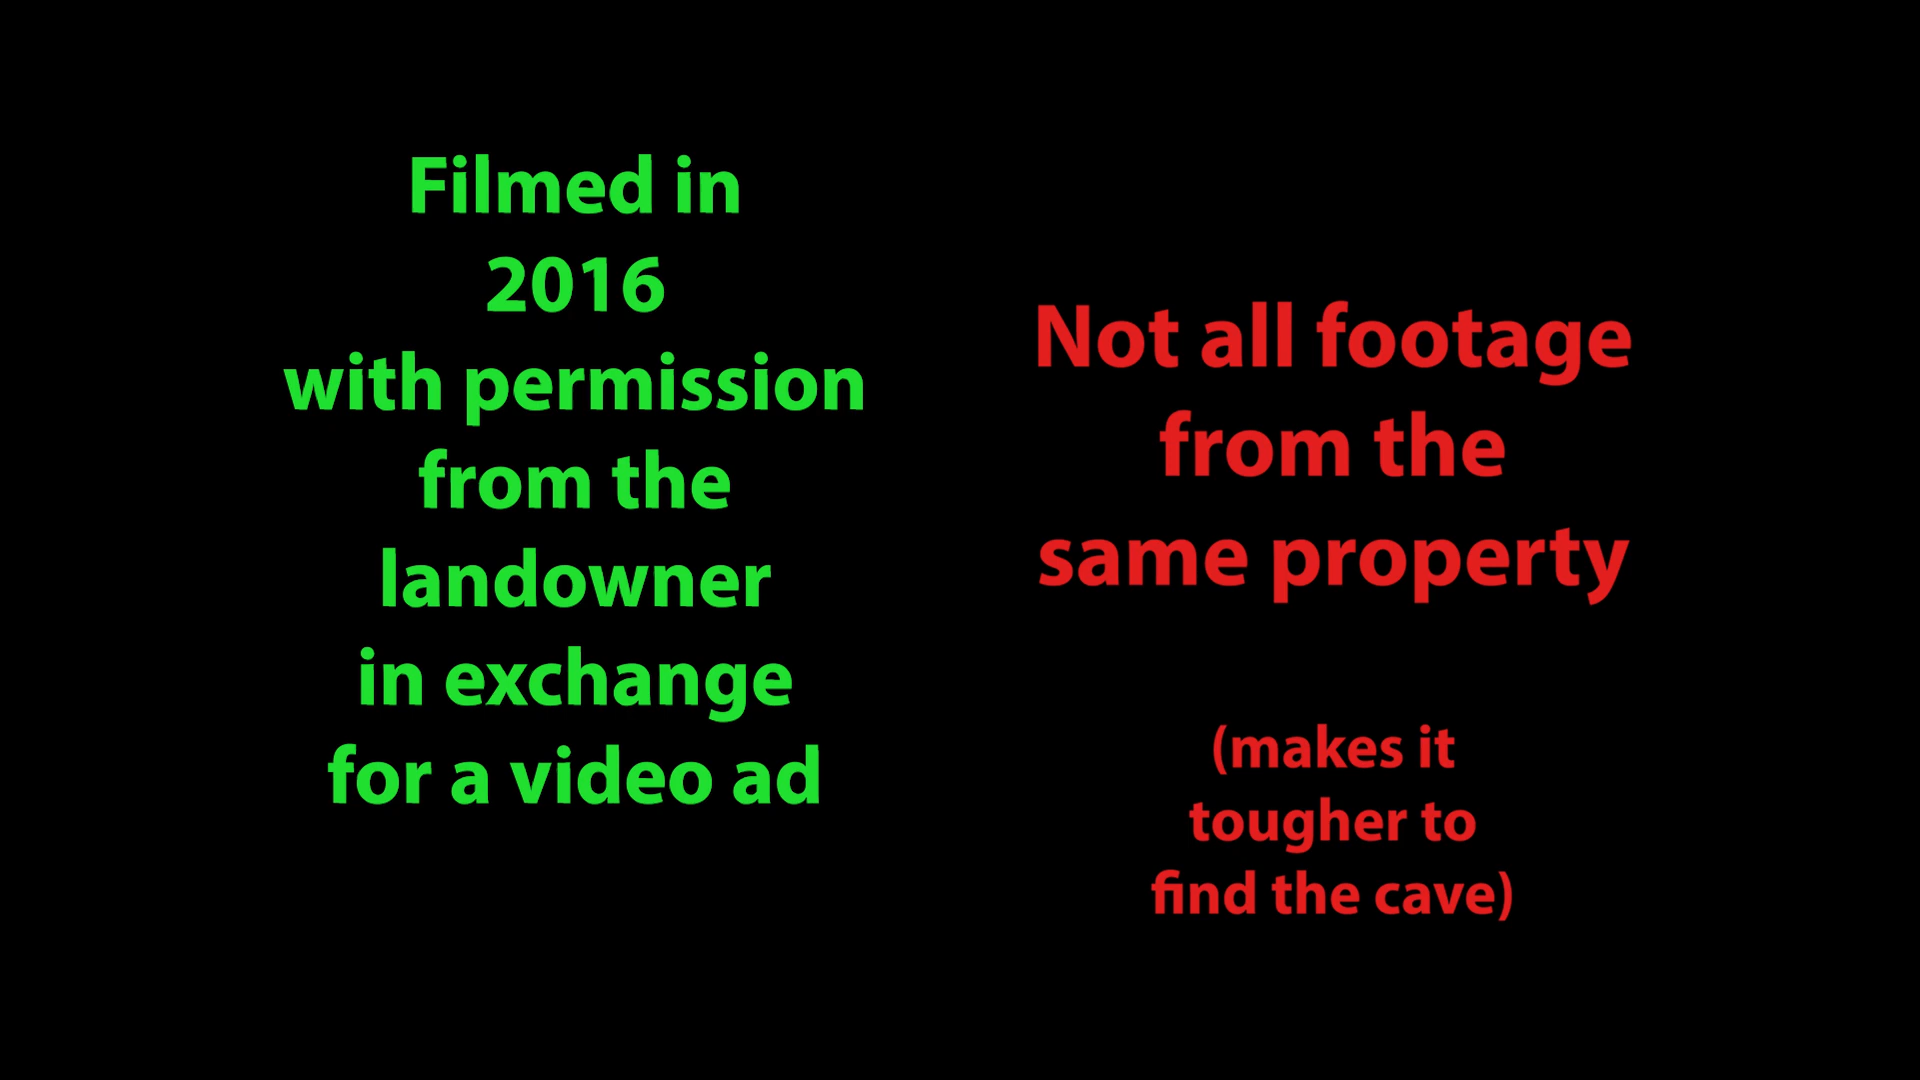 Filmed in
2016
with permission
from the
landowner
in exchange
for a video ad
Not all footage
from the
same property
(makes it
tougher to
find the cave)